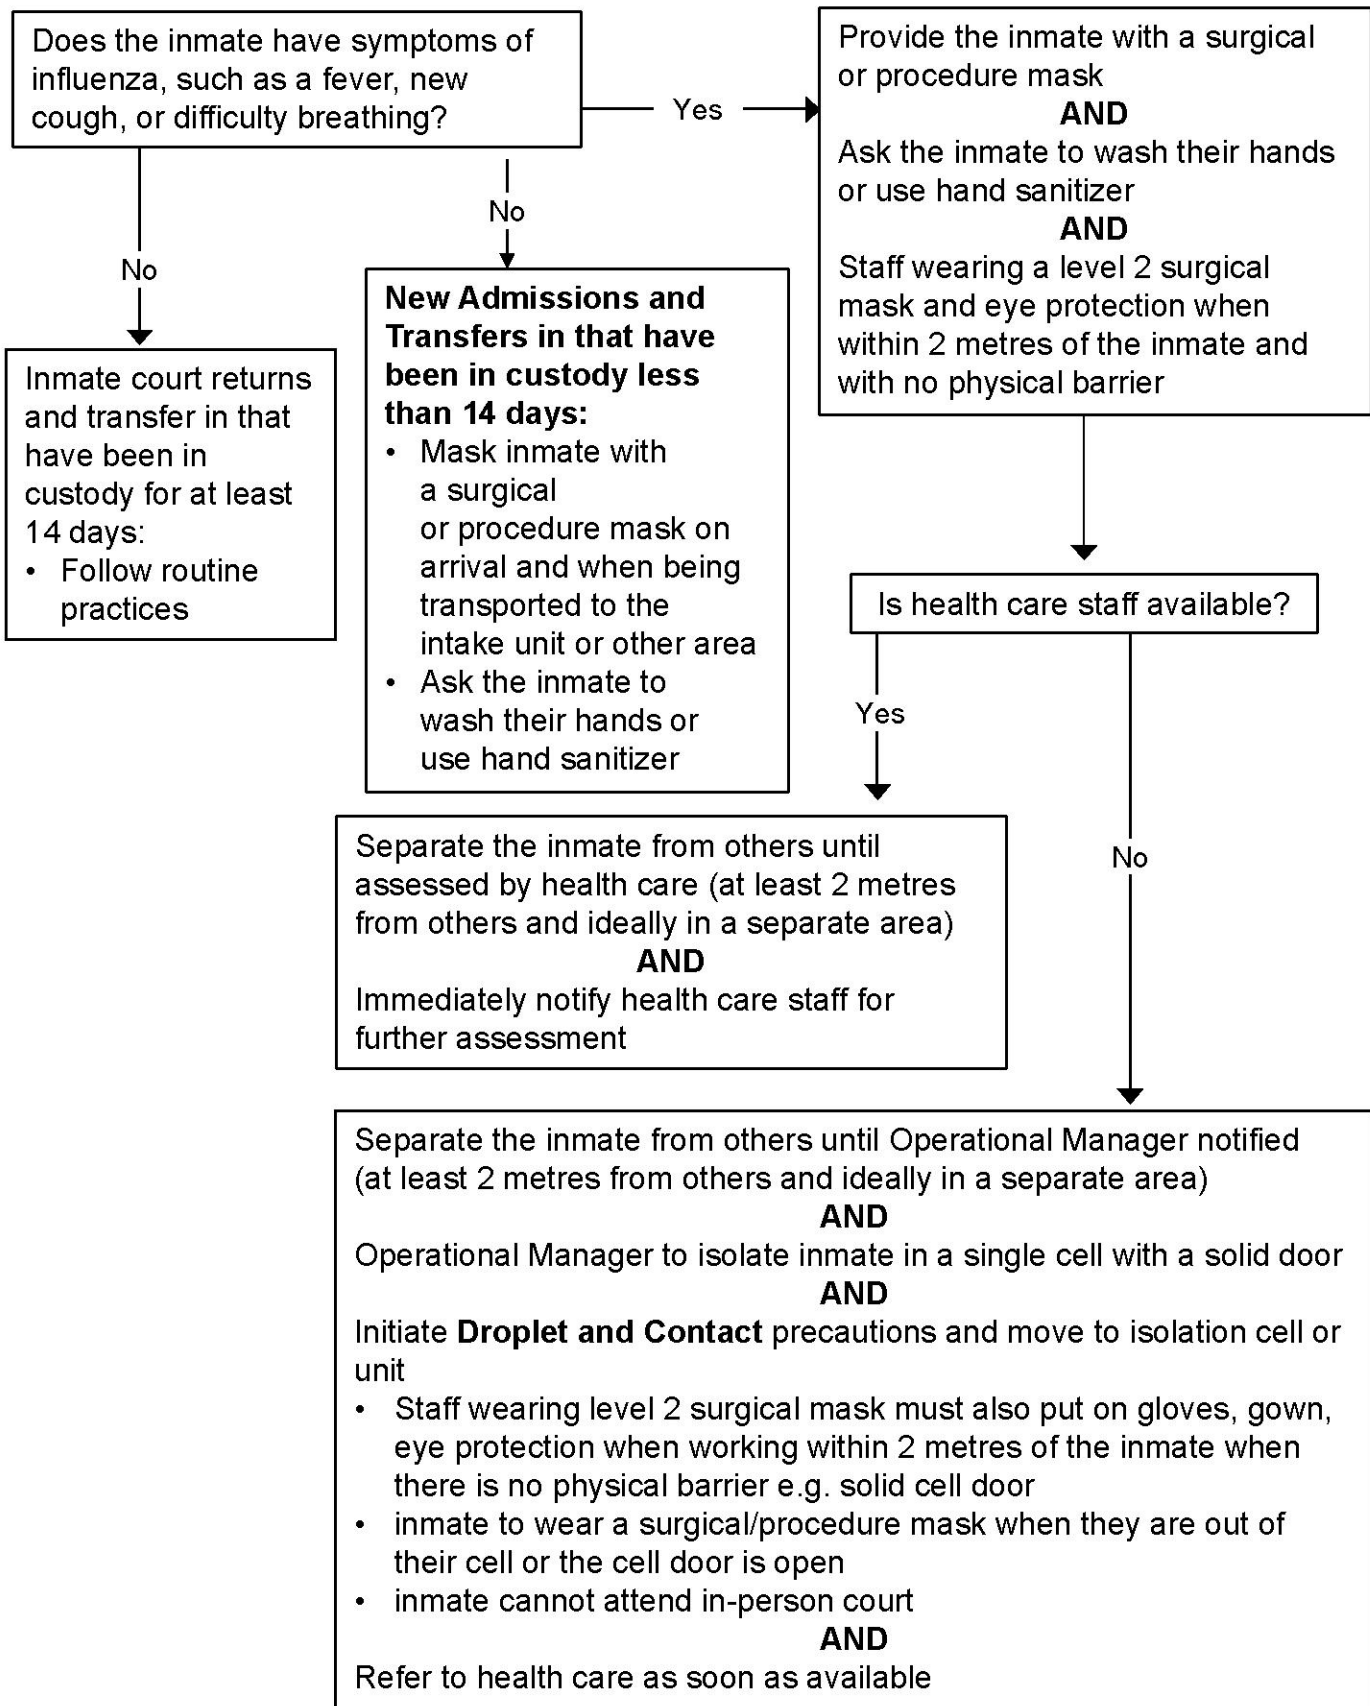 Does the inmate have symptoms of
influenza, such as a fever, new
cough, or difficulty breathing?
Yes
Provide the inmate with a surgical
or procedure mask
AND
Ask the inmate to wash their hands
or use hand sanitizer
AND
Staff wearing a level 2 surgical
mask and eye protection when
within 2 metres of the inmate and
with no physical barrier
No
Inmate court returns
and transfer in that
have been in
custody for at least
14 days:
• Follow routine
practices
No
New Admissions and
Transfers in that have
been in custody less
than 14 days:
• Mask inmate with
a surgical
or procedure mask on
arrival and when being
transported to the
intake unit or other area
• Ask the inmate to
wash their hands or
use hand sanitizer
Is health care staff available?
Yes
Separate the inmate from others until
assessed by health care (at least 2 metres
from others and ideally in a separate area)
AND
Immediately notify health care staff for
further assessment
No
Separate the inmate from others until Operational Manager notified
(at least 2 metres from others and ideally in a separate area)
AND
Operational Manager to isolate inmate in a single cell with a solid door
AND
Initiate Droplet and Contact precautions and move to isolation cell or
unit
• Staff wearing level 2 surgical mask must also put on gloves, gown,
eye protection when working within 2 metres of the inmate when
there is no physical barrier e.g. solid cell door
• inmate to wear a surgical/procedure mask when they are out of
their cell or the cell door is open
• inmate cannot attend in-person court
AND
Refer to health care as soon as available